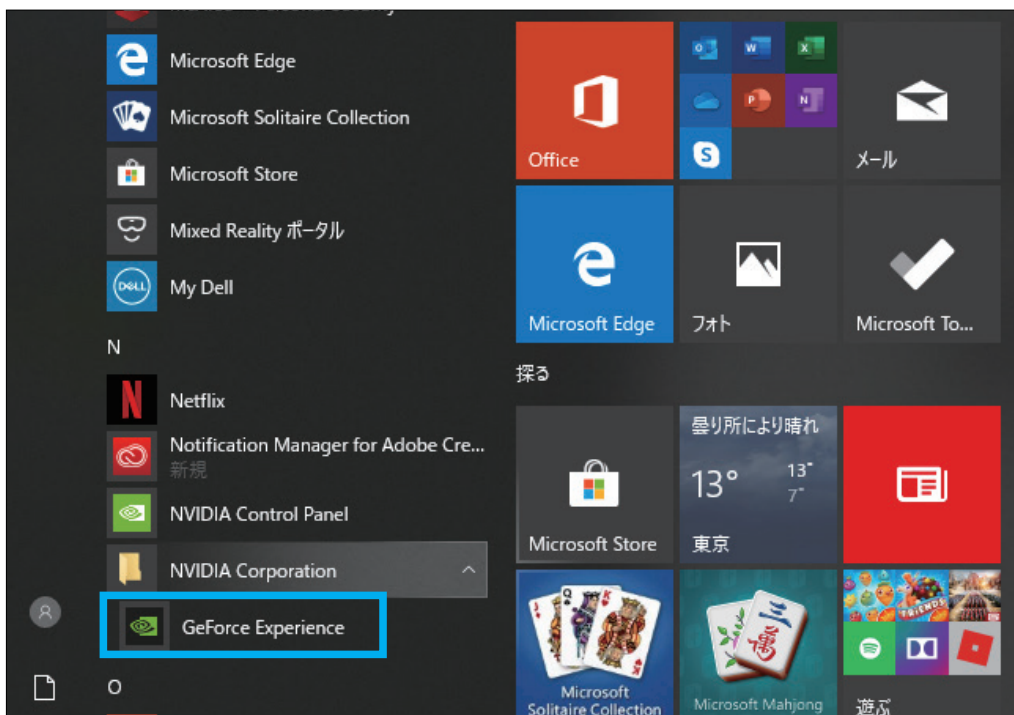 Microsoft Edge
Microsoft Solitaire Collection
Microsoft Store
Mixed Reality ポータル
My Dell
N
Netflix
Notification Manager for Adobe Cre...
新規
NVIDIA Control Panel
NVIDIA Corporation
GeForce Experience
O
Office
メール
Microsoft Edge
フォト
Microsoft To...
探る
Microsoft Store
曇り所により晴れ
13°
13°
7°
東京
Microsoft
Solitaire Collection
Microsoft Mahjong
遊ぶ